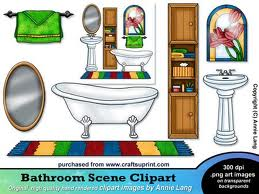 Copyright (C) Annie Lang
purchased from www.craftsuprint.com
Bathroom Scene Clipart
Original, high quality hand rendered clipart images by Annie Lang
300 dpi
.png art images
on transparent
backgrounds